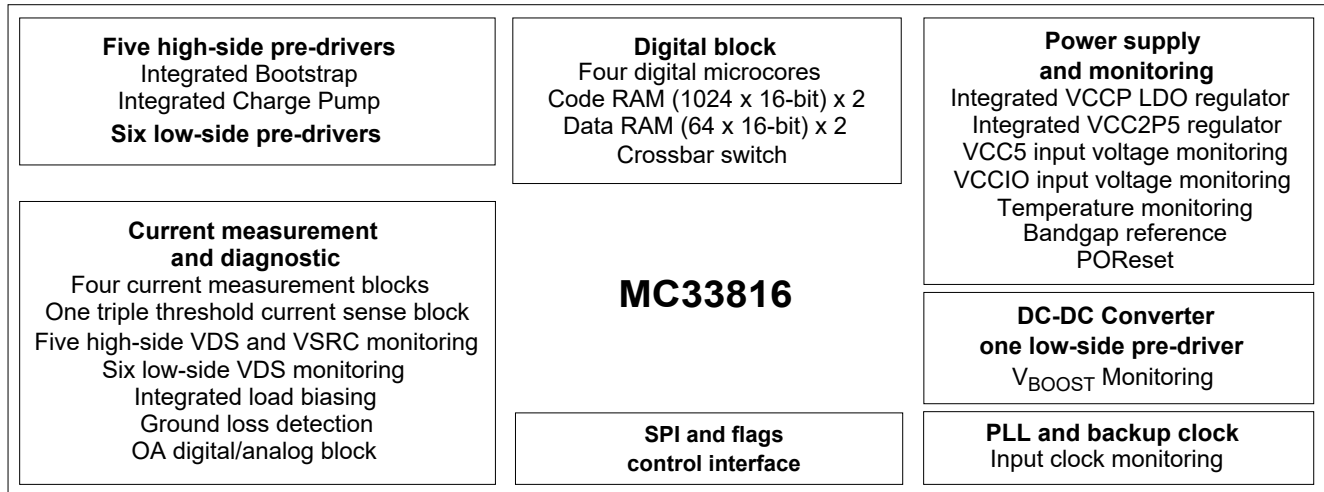 Five high-side pre-drivers
Integrated Bootstrap
Integrated Charge Pump
Six low-side pre-drivers
Current measurement
and diagnostic
Four current measurement blocks
One triple threshold current sense block
Five high-side VDS and VSRC monitoring
Six low-side VDS monitoring
Integrated load biasing
Ground loss detection
OA digital/analog block
Digital block
Four digital microcores
Code RAM (1024 x 16-bit) x 2
Data RAM (64 x 16-bit) x 2
Crossbar switch
MC33816
SPI and flags
control interface
Power supply
and monitoring
Integrated VCCP LDO regulator
Integrated VCC2P5 regulator
VCC5 input voltage monitoring
VCCIO input voltage monitoring
Temperature monitoring
Bandgap reference
POReset
DC-DC Converter
one low-side pre-driver
VBOOST Monitoring
PLL and backup clock
Input clock monitoring